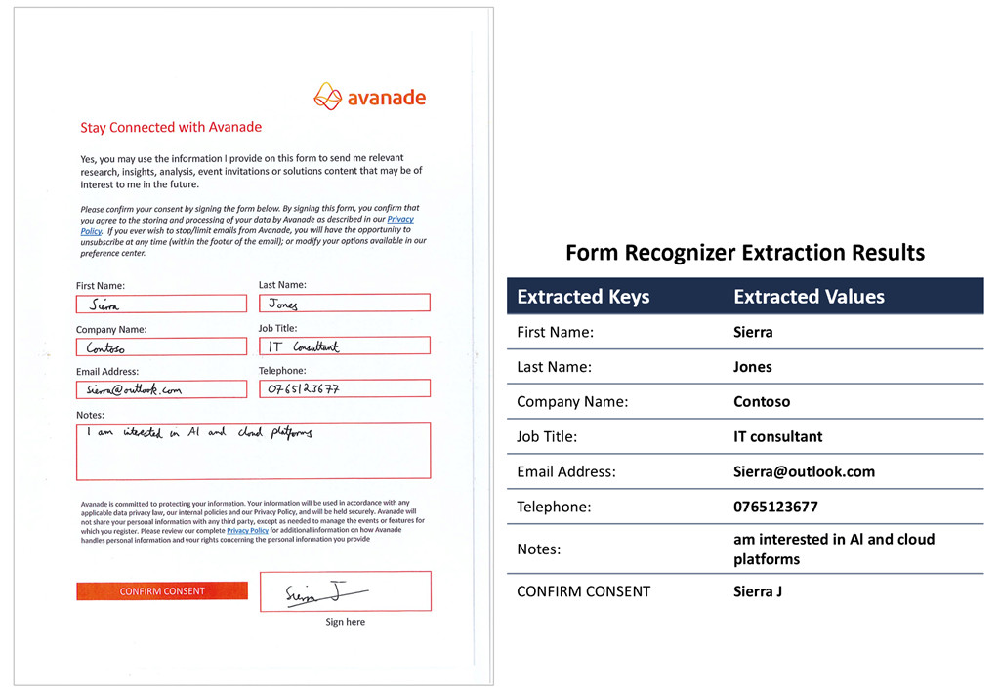 avanade
Stay Connected with Avanade
Yes, you may use the information I provide on this form to send me relevant
research, insights, analysis, event invitations or solutions content that may be of
interest to me in the future.
Please confirm your consent by signing the form below. By signing this form, you confirm that
you agree to the storing and processing of your data by Avanade as described in our Privacy
Policy. If you ever wish to stop/limit emails from Avanade, you will have the opportunity to
unsubscribe at any time (within the footer of the email); or modify your options available in our
preference center.
First Name:
Last Name:
Sierra
Jones
Company Name:
Job Title:
Contoso
IT Consultant
Email Address:
Telephone:
Sierra@outlook.com
0765123677
Notes:
I am interested in AI and cloud platforms
Avanade is committed to protecting your information. Your information will be used in accordance with any
applicable data privacy law, our internal policies and our Privacy Policy, and will be held securely. Avanade will
not share your personal information with any third party, except as needed to manage the events or features for
which you register. Please review our complete Privacy Policy for additional information on how Avanade
handles personal information and your rights concerning the personal information you provide
CONFIRM CONSENT
Sierra J
Sign here
Form Recognizer Extraction Results
Extracted Keys Extracted Values
First Name: Sierra
Last Name: Jones
Company Name: Contoso
Job Title: IT consultant
Email Address: Sierra@outlook.com
Telephone: 0765123677
Notes: am interested in AI and cloud
platforms
CONFIRM CONSENT Sierra J